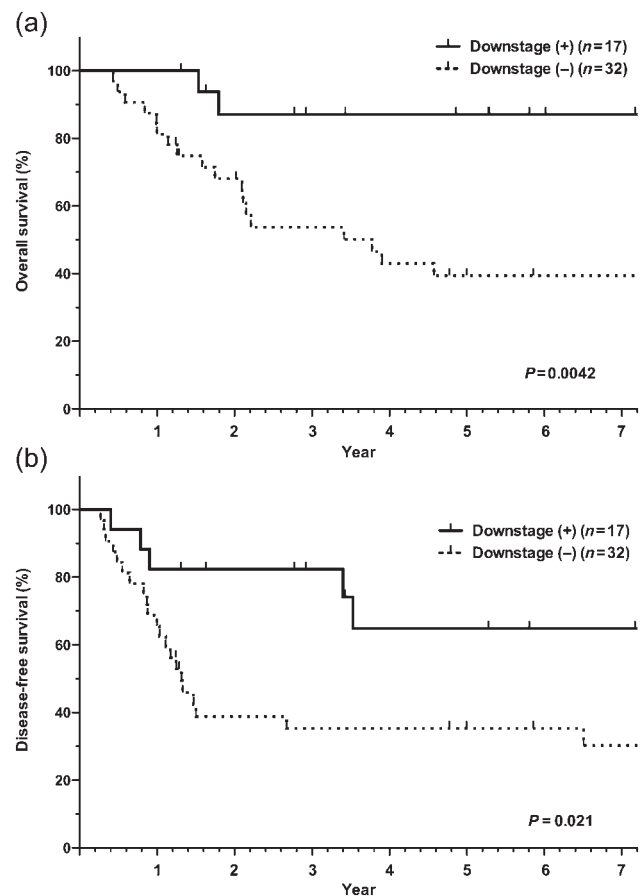 (a)
Downstage (+) (n=17)
Downstage (–) (n=32)
Overall survival (%)
100
80
60
40
20
0
1 2 3 4 5 6 7
P=0.0042
Year
(b)
Downstage (+) (n=17)
Downstage (–) (n=32)
Disease-free survival (%)
100
80
60
40
20
0
1 2 3 4 5 6 7
P=0.021
Year